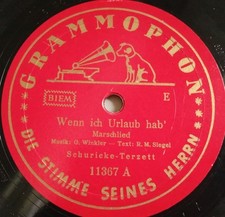 GRAMMOPHON
BIEM
E
Wenn ich Urlaub hab'
Marschlied
Musik: G. Winkler — Text: R. M. Siegel
Schuricke-Terzett
11367 A
DIE STIMME SEINES HERRN